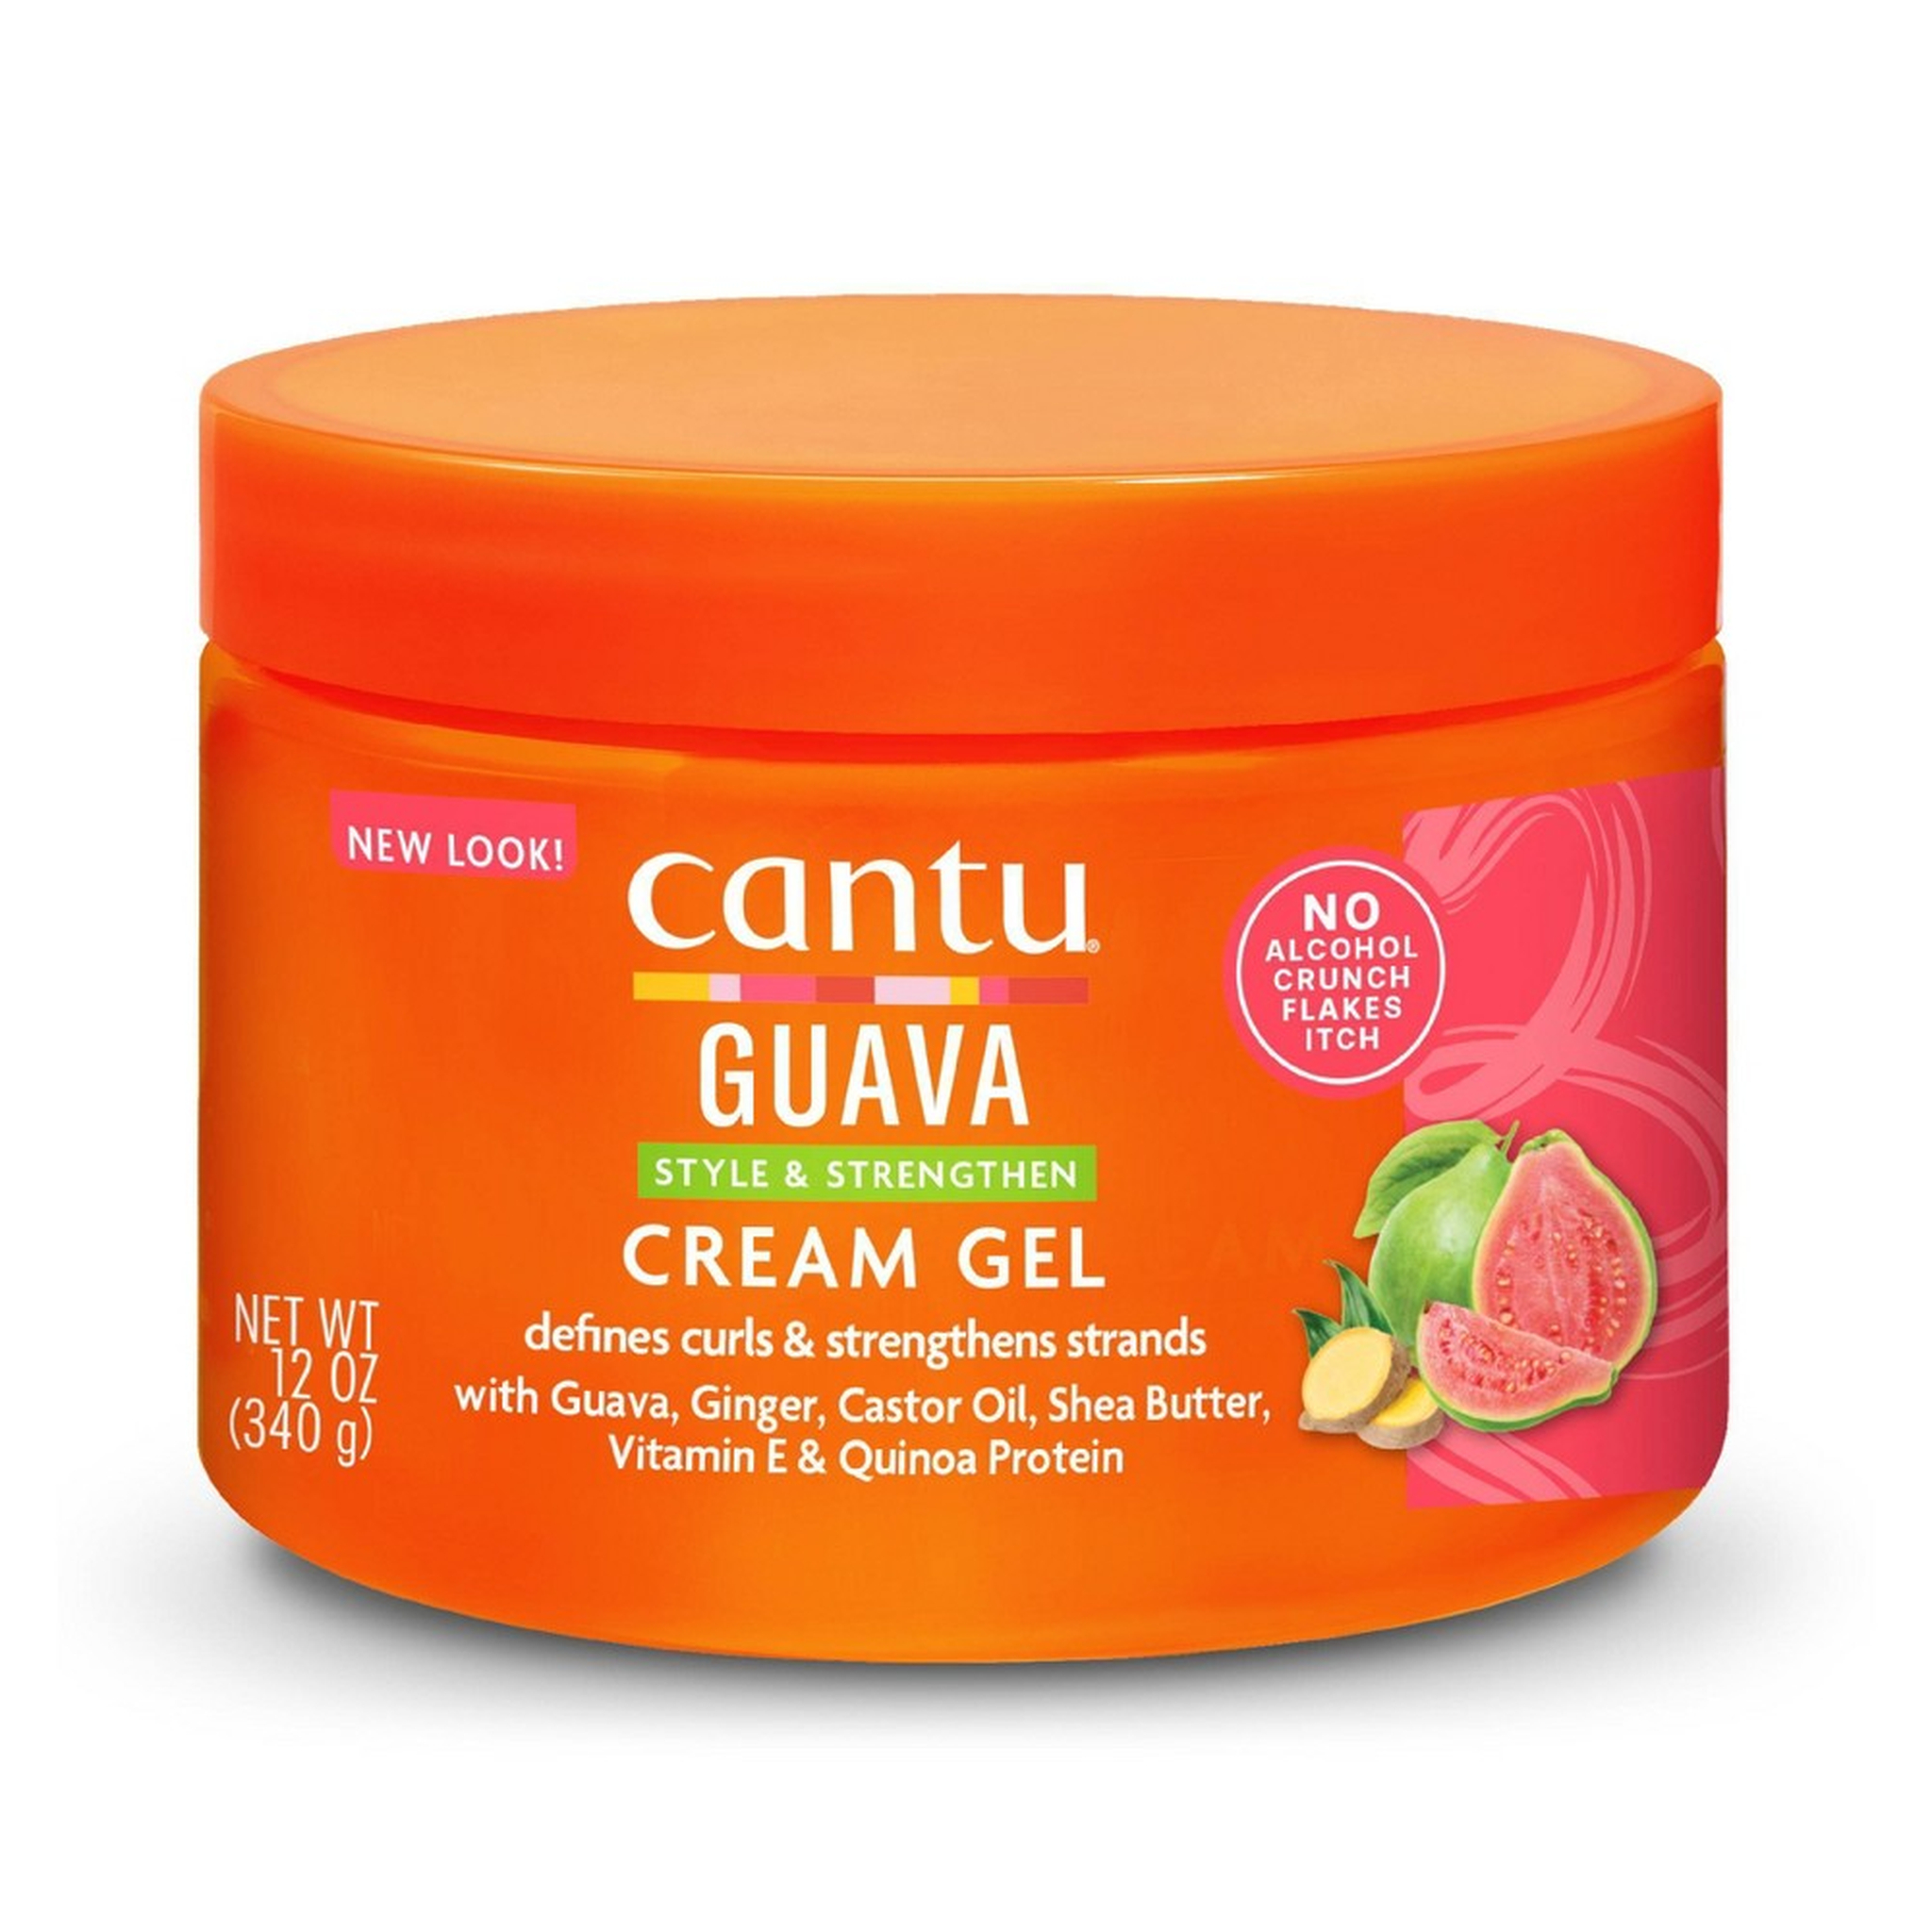 NEW LOOK!
cantu®
GUAVA
STYLE & STRENGTHEN
CREAM GEL
defines curls & strengthens strands
with Guava, Ginger, Castor Oil, Shea Butter,
Vitamin E & Quinoa Protein
NO
ALCOHOL
CRUNCH
FLAKES
ITCH
NET WT
12 OZ
(340 g)